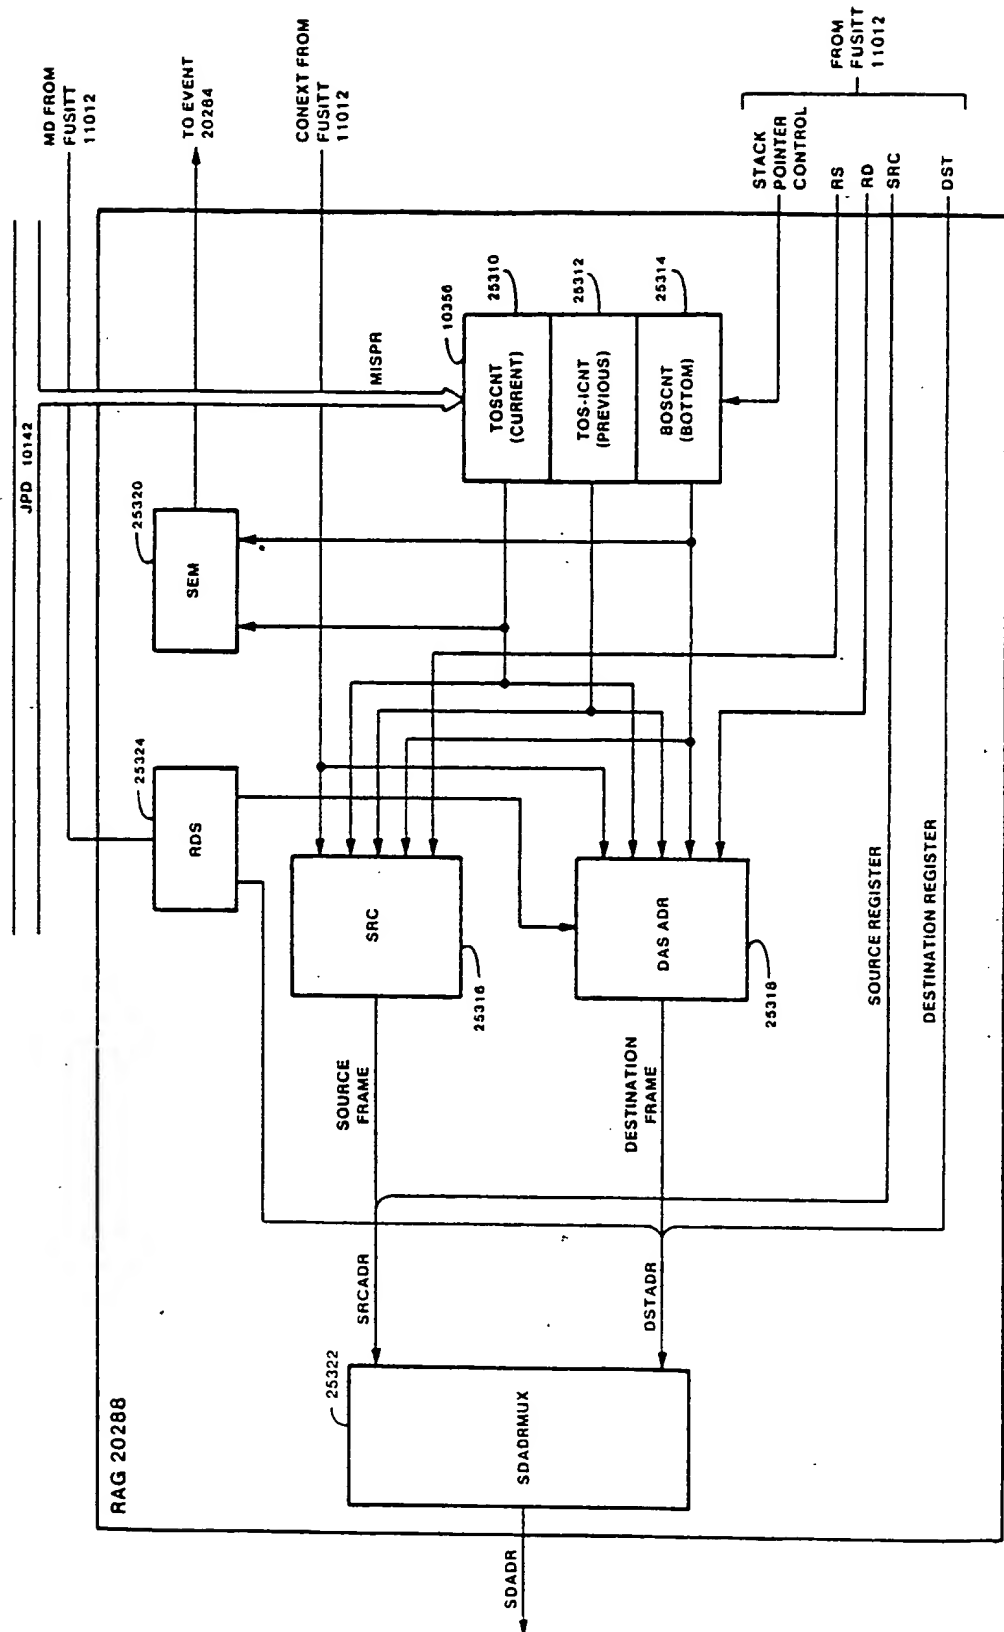 RAG 20288
JPD 10142
MD FROM
FUSITT
11012
TO EVENT
20284
CONEXT FROM
FUSITT
11012
FROM
FUSITT
11012
STACK
POINTER
CONTROL
RS
RD
SRC
DST
MISPR
10356
TOSCNT
(CURRENT)
25310
TOS-1CNT
(PREVIOUS)
25312
BOSCNT
(BOTTOM)
25314
SEM
25320
RDS
25324
SRC
25316
DAS ADR
25318
SOURCE REGISTER
DESTINATION REGISTER
SOURCE
FRAME
DESTINATION
FRAME
SRCADR
DSTADR
25322
SDADRMUX
SDADR